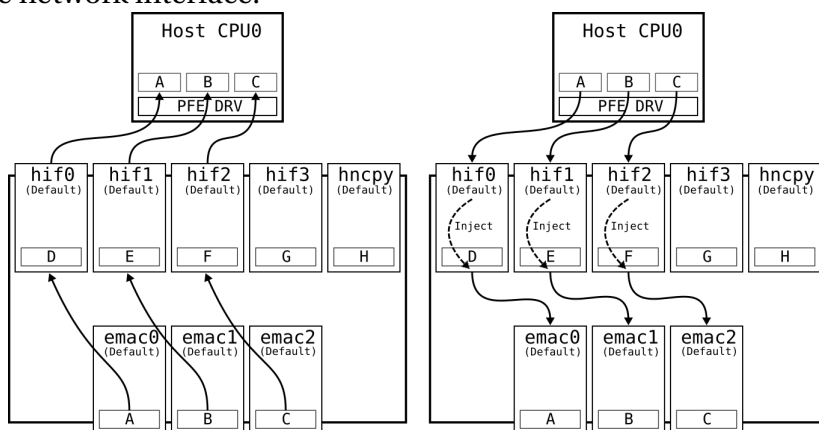 e network interface.
Host CPU0
A B C
PFE DRV
hif0 hif1 hif2 hif3 hncpy
(Default) (Default) (Default) (Default) (Default)
D E F G H
emac0 emac1 emac2
(Default) (Default) (Default)
A B C
Host CPU0
A B C
PFE DRV
hif0 hif1 hif2 hif3 hncpy
(Default) (Default) (Default) (Default) (Default)
Inject Inject Inject
D E F G H
emac0 emac1 emac2
(Default) (Default) (Default)
A B C